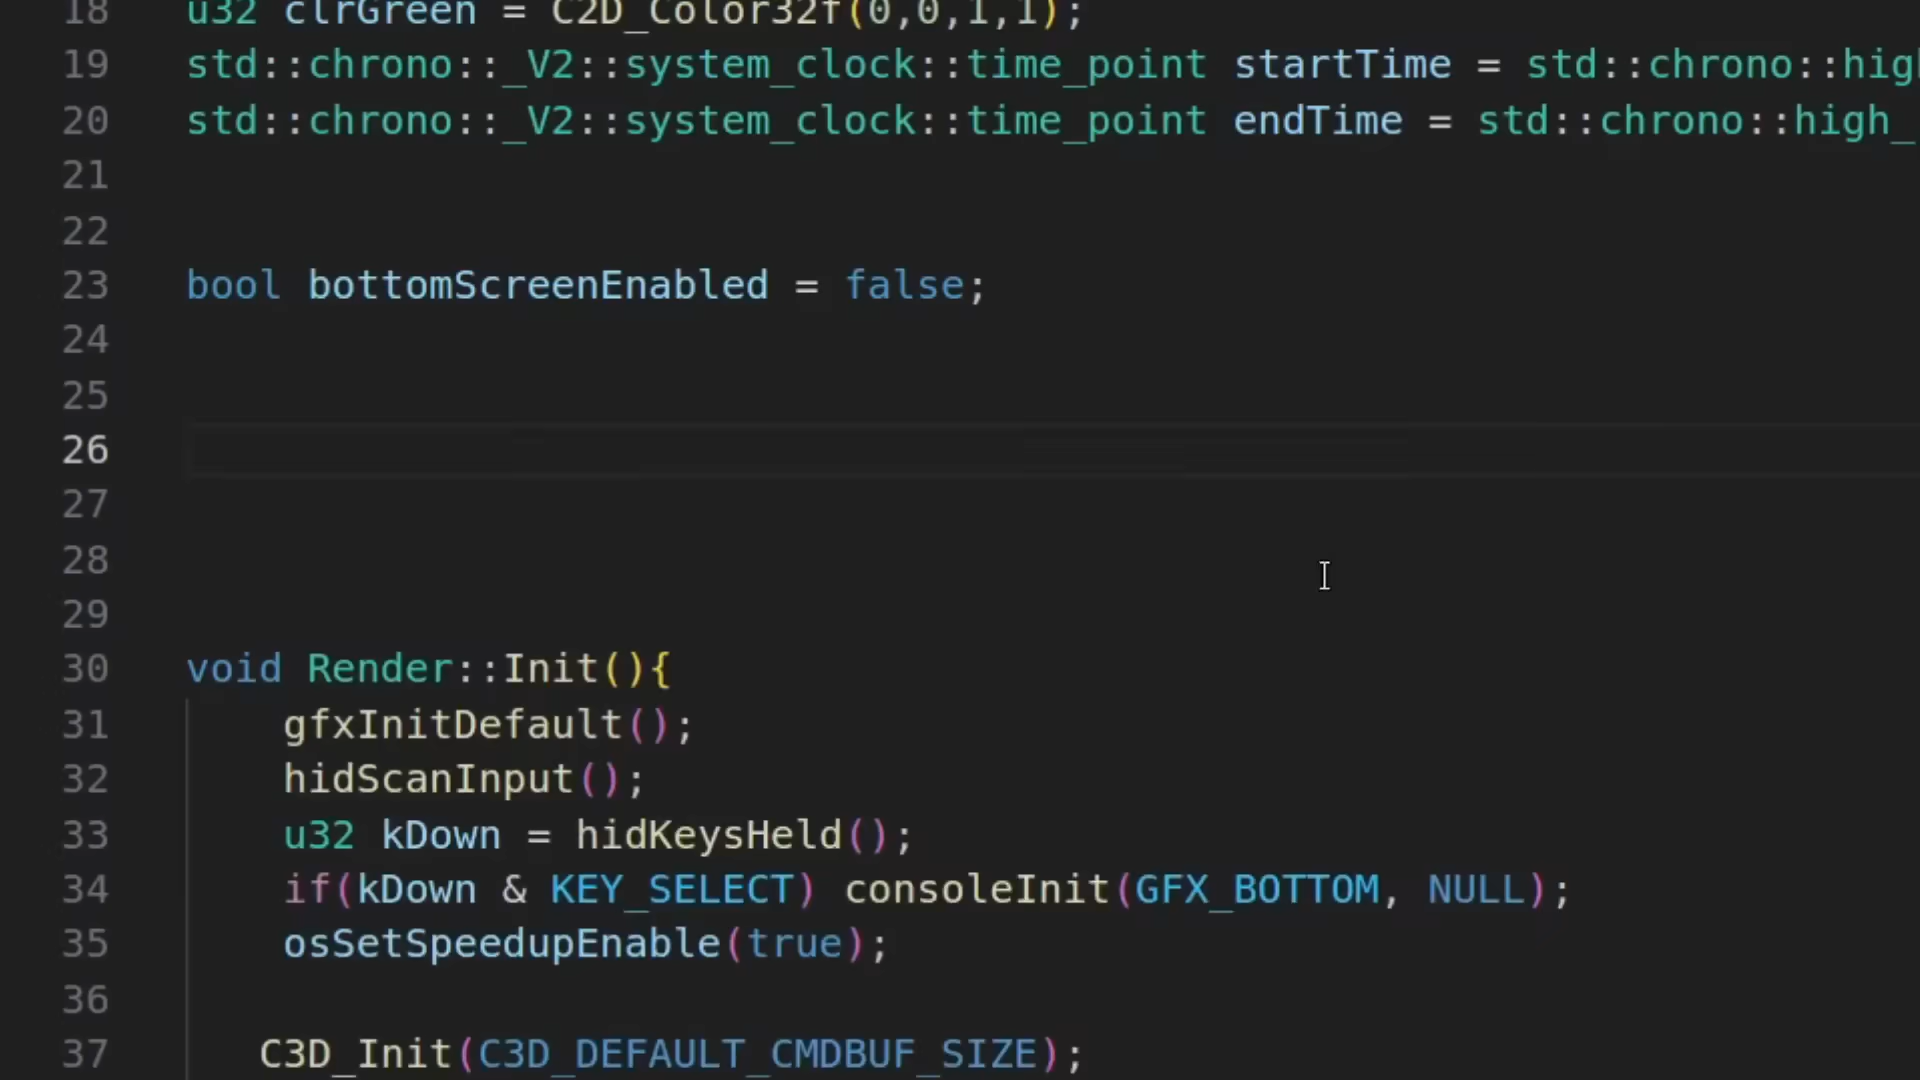 18 u32 clrGreen = C2D_Color32f(0,0,1,1);
19 std::chrono::_V2::system_clock::time_point startTime = std::chrono::high
20 std::chrono::_V2::system_clock::time_point endTime = std::chrono::high_
21
22
23 bool bottomScreenEnabled = false;
24
25
26
27
28
29
30 void Render::Init(){
31 gfxInitDefault();
32 hidScanInput();
33 u32 kDown = hidKeysHeld();
34 if(kDown & KEY_SELECT) consoleInit(GFX_BOTTOM, NULL);
35 osSetSpeedupEnable(true);
36
37 C3D_Init(C3D_DEFAULT_CMDBUF_SIZE);